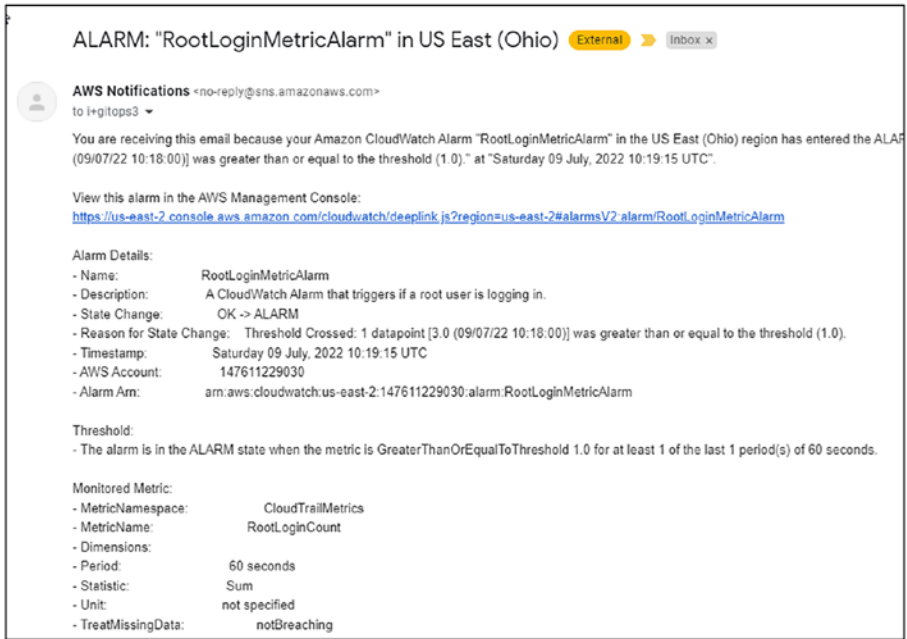 ALARM: "RootLoginMetricAlarm" in US East (Ohio) External Inbox x
AWS Notifications <no-reply@sns.amazonaws.com>
to i+gitops3
You are receiving this email because your Amazon CloudWatch Alarm "RootLoginMetricAlarm" in the US East (Ohio) region has entered the ALAR
(09/07/22 10:18:00)] was greater than or equal to the threshold (1.0)." at "Saturday 09 July, 2022 10:19:15 UTC".
View this alarm in the AWS Management Console:
https://us-east-2.console.aws.amazon.com/cloudwatch/deeplink.js?region=us-east-2#alarmsV2:alarm/RootLoginMetricAlarm
Alarm Details:
- Name: RootLoginMetricAlarm
- Description: A CloudWatch Alarm that triggers if a root user is logging in.
- State Change: OK -> ALARM
- Reason for State Change: Threshold Crossed: 1 datapoint [3.0 (09/07/22 10:18:00)] was greater than or equal to the threshold (1.0).
- Timestamp: Saturday 09 July, 2022 10:19:15 UTC
- AWS Account: 147611229030
- Alarm Arn: arn:aws:cloudwatch:us-east-2:147611229030:alarm:RootLoginMetricAlarm
Threshold:
- The alarm is in the ALARM state when the metric is GreaterThanOrEqualToThreshold 1.0 for at least 1 of the last 1 period(s) of 60 seconds.
Monitored Metric:
- MetricNamespace: CloudTrailMetrics
- MetricName: RootLoginCount
- Dimensions:
- Period: 60 seconds
- Statistic: Sum
- Unit: not specified
- TreatMissingData: notBreaching